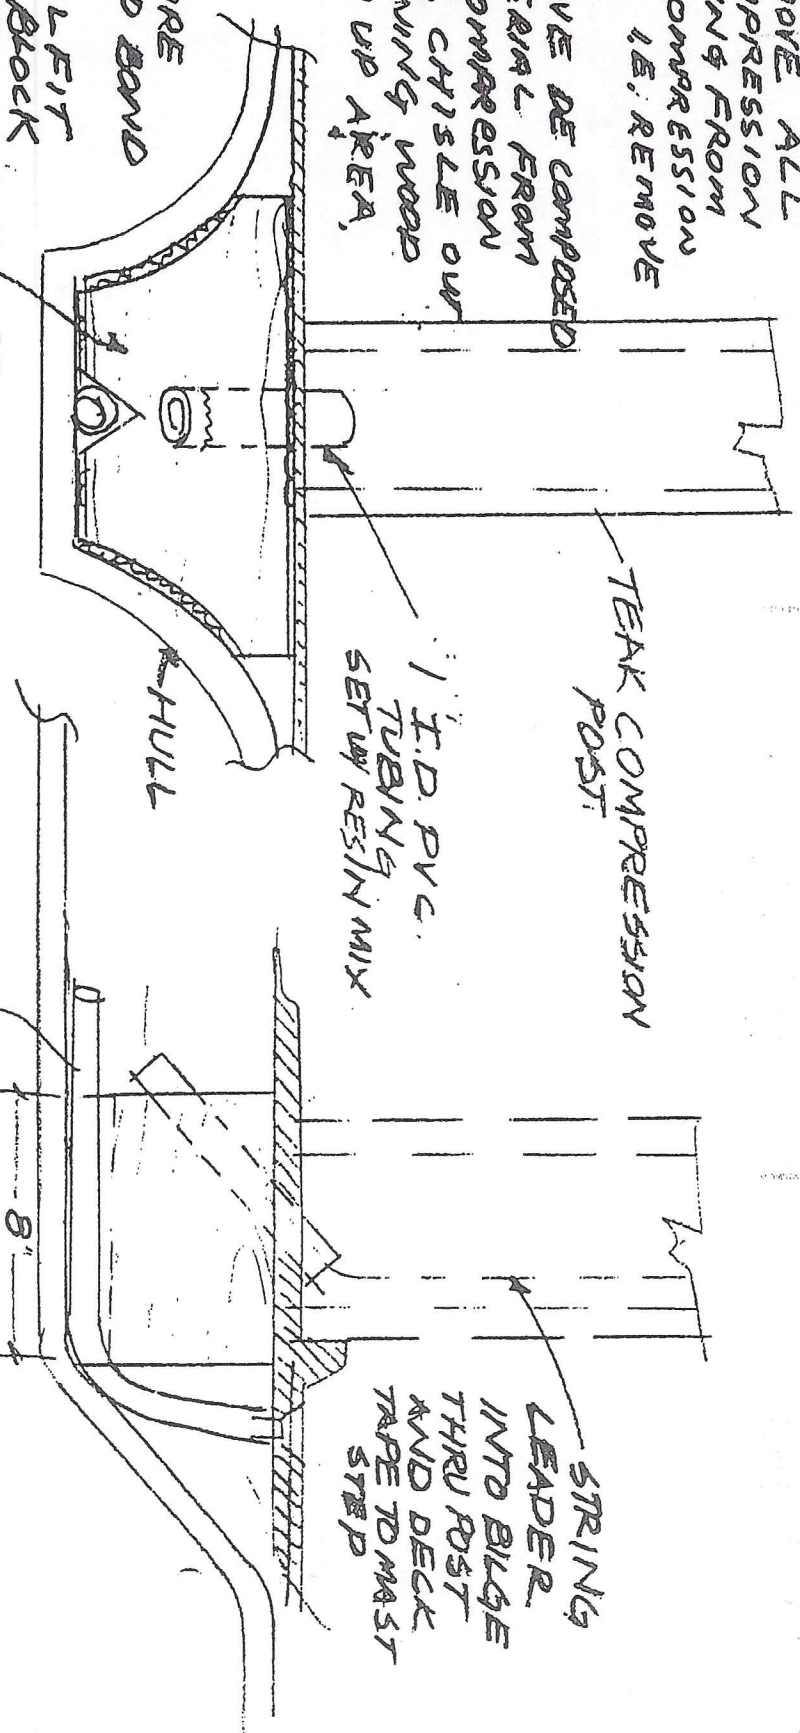 OVE ALL
PRESSION
NG FROM
OMPRESSION
I.E. REMOVE
VE DE COMPOSED
ERIAL FROM
OMPRESSION
CHISLE OUT
NING WOOD
UP AREA,
RE
D BOND
LFIT
BLOCK
TEAK COMPRESSION
POST
1" I.D. PVC.
TUBING
SET W/ RESIN MIX
HULL
STRING
LEADER
INTO BILGE
THRU POST
AND DECK
TAPE TO MAST
STEP
8"